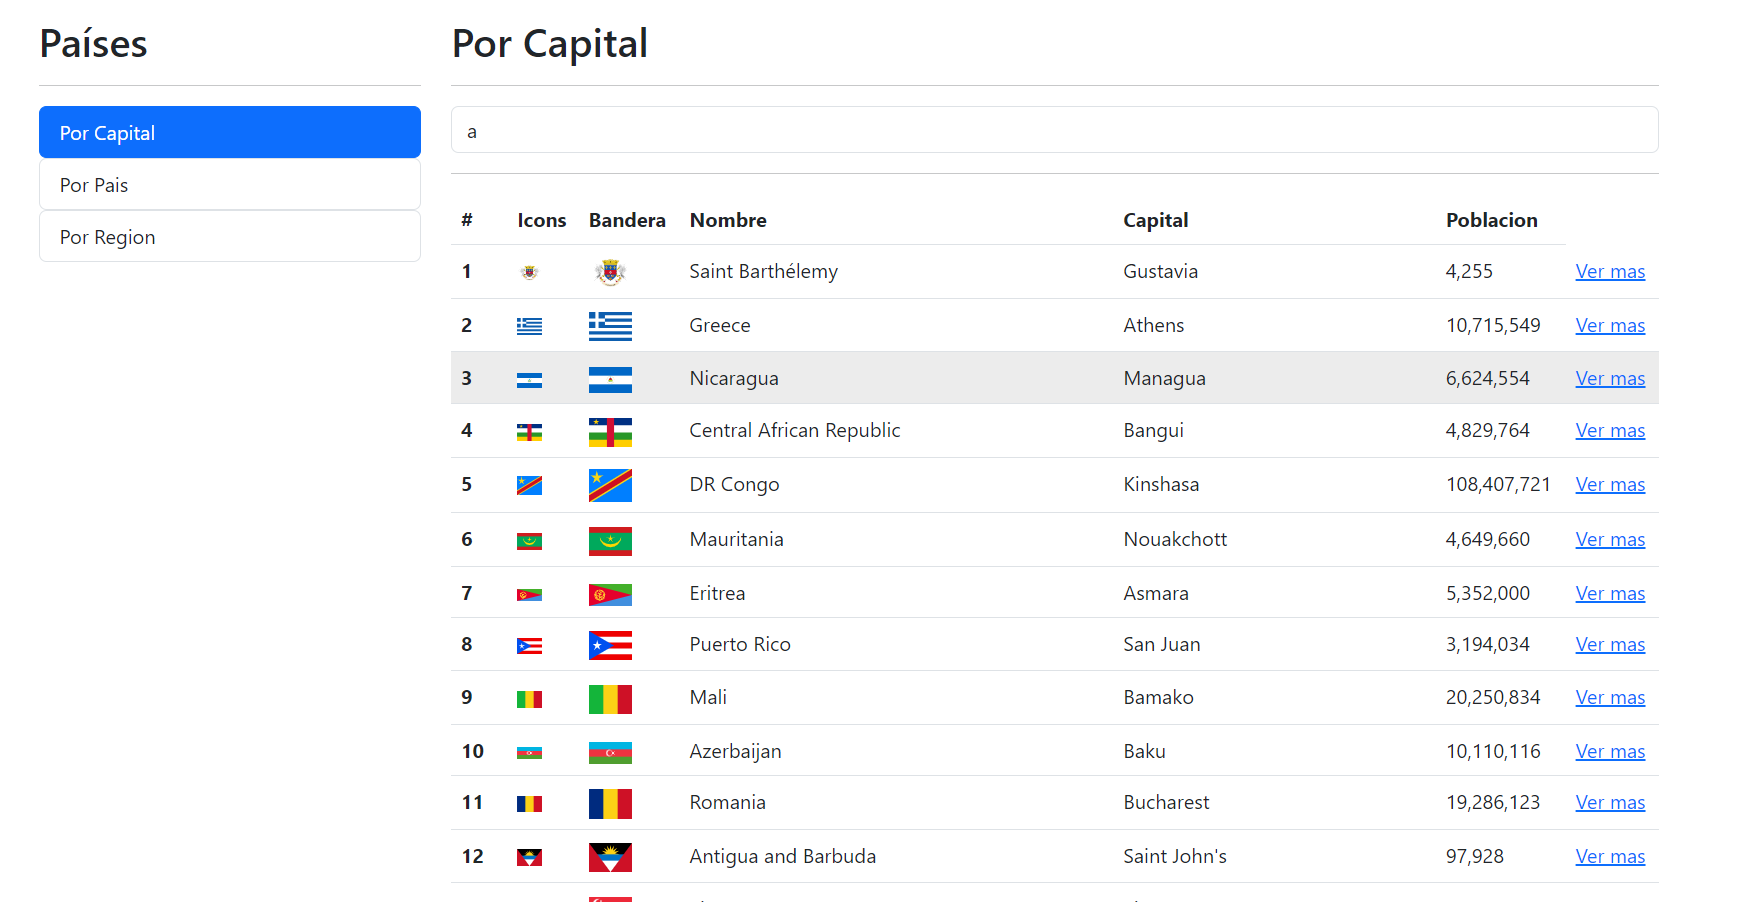 Países
Por Capital
Por Pais
Por Region
Por Capital
a
# Icons Bandera Nombre Capital Poblacion
1 Saint Barthélemy Gustavia 4,255 Ver mas
2 Greece Athens 10,715,549 Ver mas
3 Nicaragua Managua 6,624,554 Ver mas
4 Central African Republic Bangui 4,829,764 Ver mas
5 DR Congo Kinshasa 108,407,721 Ver mas
6 Mauritania Nouakchott 4,649,660 Ver mas
7 Eritrea Asmara 5,352,000 Ver mas
8 Puerto Rico San Juan 3,194,034 Ver mas
9 Mali Bamako 20,250,834 Ver mas
10 Azerbaijan Baku 10,110,116 Ver mas
11 Romania Bucharest 19,286,123 Ver mas
12 Antigua and Barbuda Saint John's 97,928 Ver mas